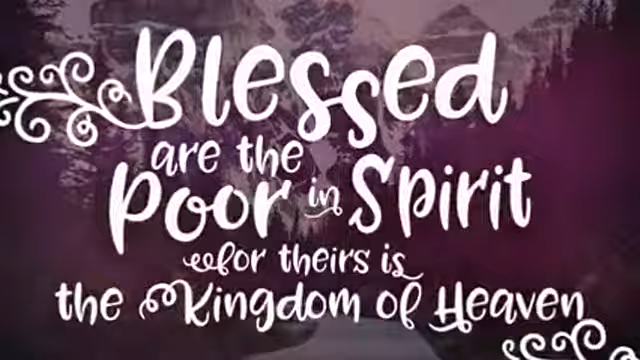 Blessed
are the
Poor in Spirit
for theirs is
the Kingdom of Heaven